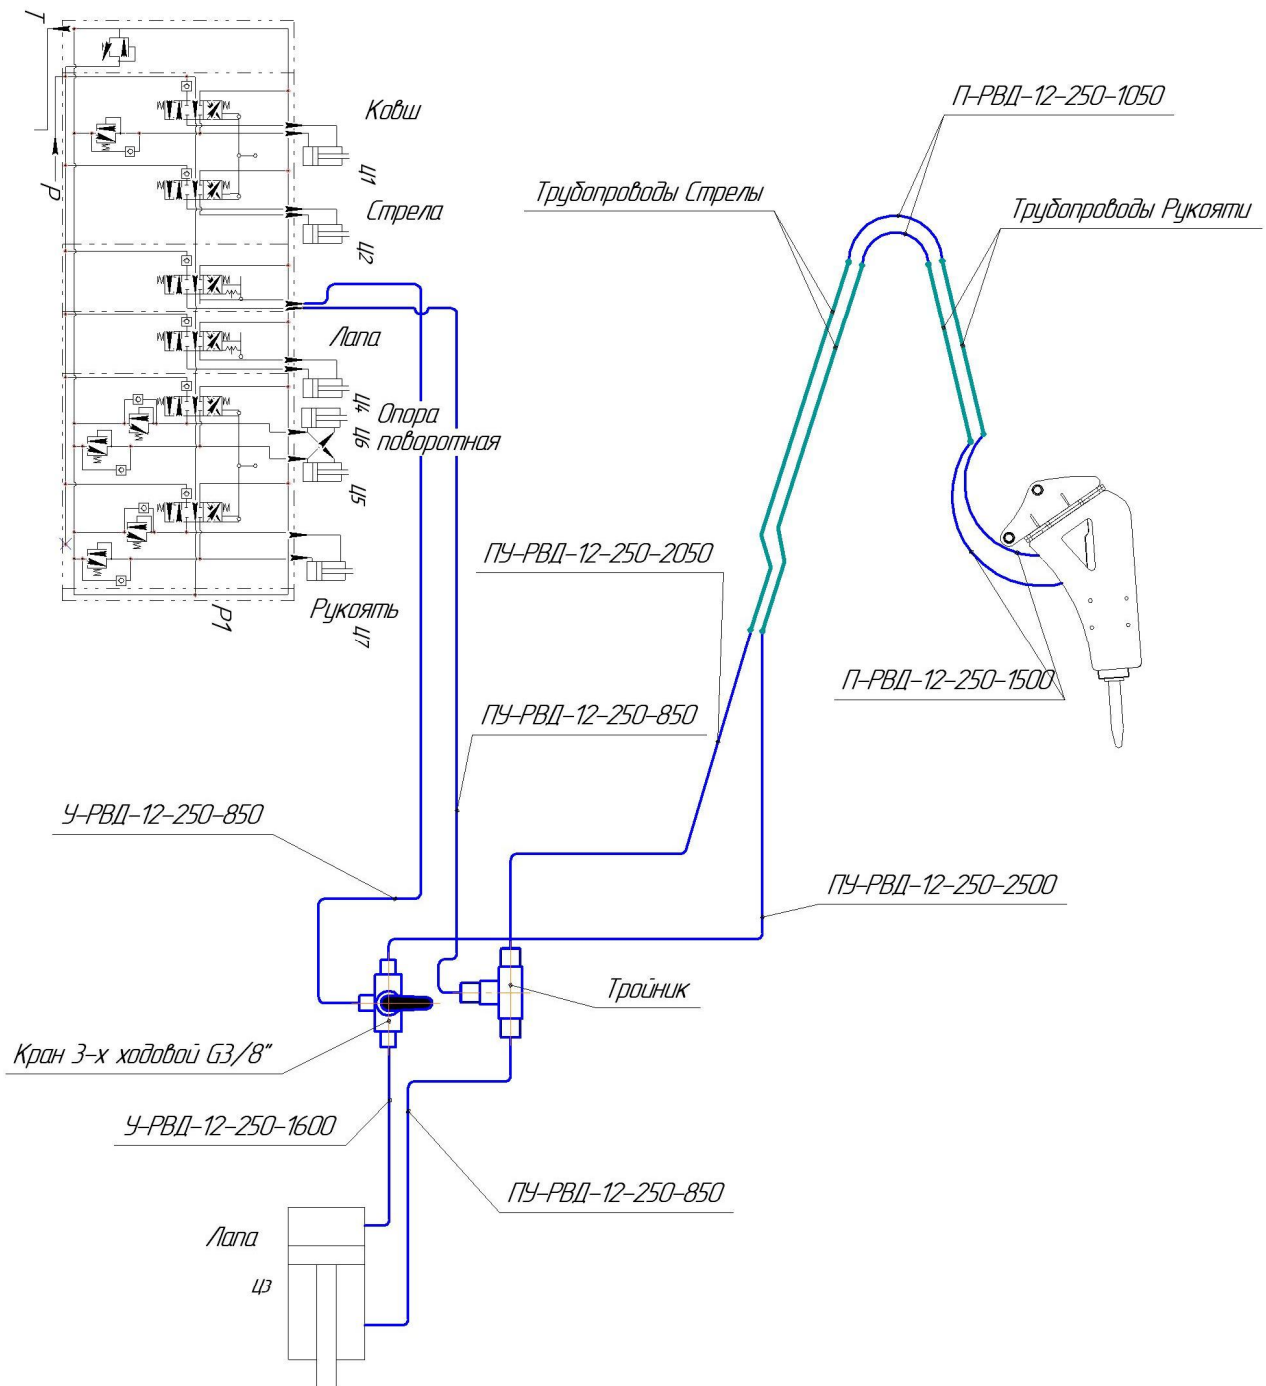 Т
П-РВД-12-250-1050
Ковш
Ц1
Р
Трубопроводы Стрелы
Трубопроводы Рукояти
Стрела
Ц2
Лапа
Ц4
Опора
поворотная
Ц6
Ц5
ПУ-РВД-12-250-2050
Рукоять
Р1
Ц7
П-РВД-12-250-1500
ПУ-РВД-12-250-850
У-РВД-12-250-850
ПУ-РВД-12-250-2500
Тройник
Кран 3-х ходовой G3/8"
У-РВД-12-250-1600
ПУ-РВД-12-250-850
Лапа
Ц3